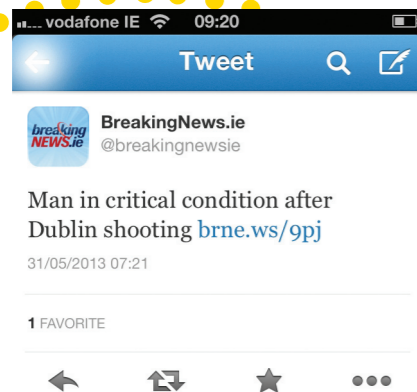 vodafone IE 09:20
Tweet
breaking
NEWS.ie
BreakingNews.ie
@breakingnewsie
Man in critical condition after
Dublin shooting brne.ws/9pj
31/05/2013 07:21
1 FAVORITE